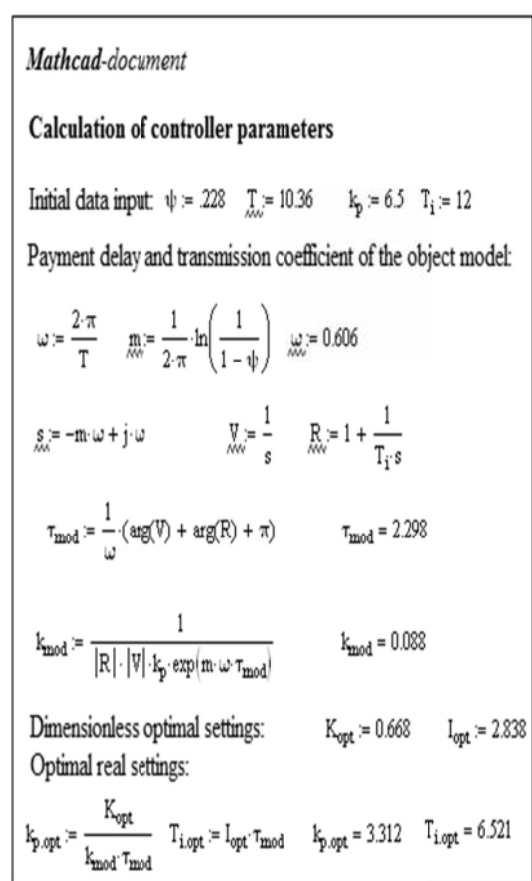 Mathcad-document
Calculation of controller parameters
Initial data input: ψ := .228 T := 10.36 kp := 6.5 Ti := 12
Payment delay and transmission coefficient of the object model:
ω := 2·π / T m := 1 / 2·π · ln(1 / 1 − ψ) ω := 0.606
s := −m·ω + j·ω V := 1 / s R := 1 + 1 / Ti·s
τmod := 1 / ω · (arg(V) + arg(R) + π) τmod = 2.298
kmod := 1 / |R|·|V|·kp·exp(m·ω·τmod) kmod = 0.088
Dimensionless optimal settings: Kopt := 0.668 Iopt := 2.838
Optimal real settings:
kp.opt := Kopt / kmod·τmod Ti.opt := Iopt·τmod kp.opt = 3.312 Ti.opt = 6.521